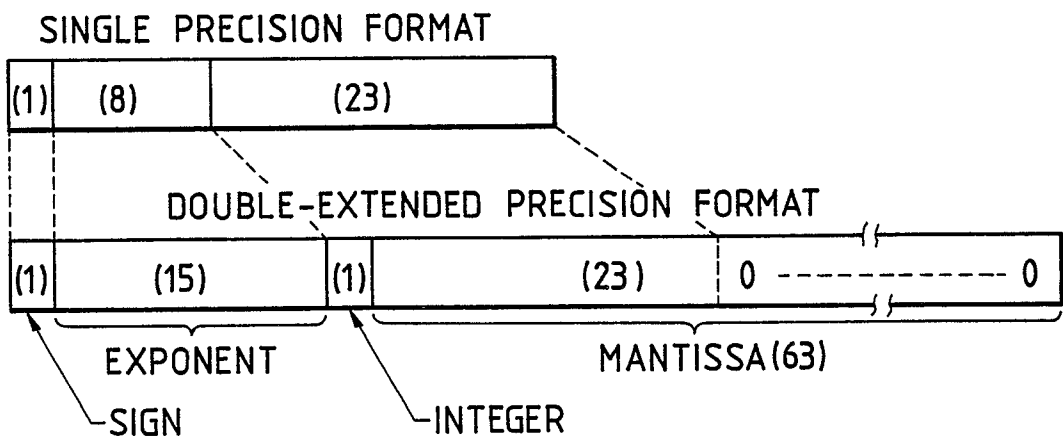 SINGLE PRECISION FORMAT
(1) (8) (23)
DOUBLE-EXTENDED PRECISION FORMAT
(1) (15) (1) (23) 0 ----------- 0
EXPONENT MANTISSA(63)
SIGN INTEGER